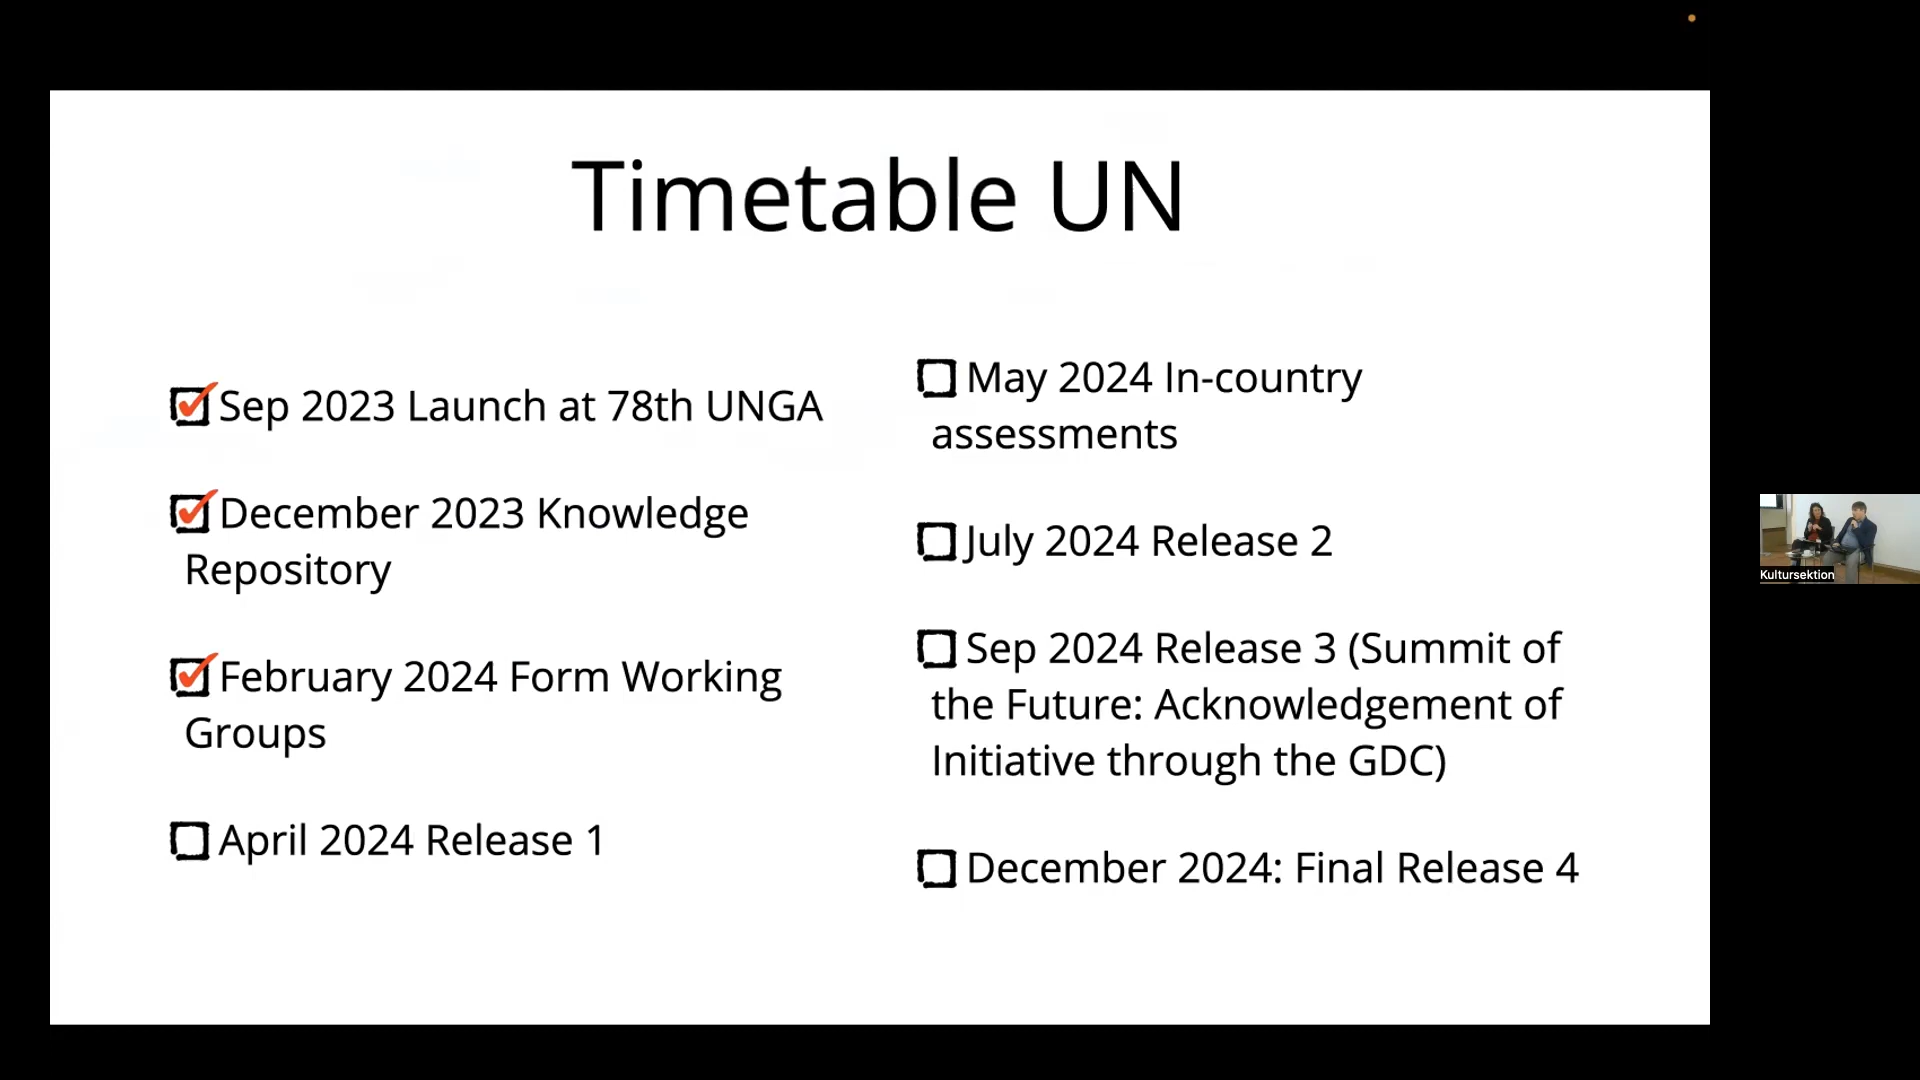 Timetable UN
Sep 2023 Launch at 78th UNGA
December 2023 Knowledge
Repository
February 2024 Form Working
Groups
April 2024 Release 1
May 2024 In-country
assessments
July 2024 Release 2
Sep 2024 Release 3 (Summit of
the Future: Acknowledgement of
Initiative through the GDC)
December 2024: Final Release 4
Kultursektion